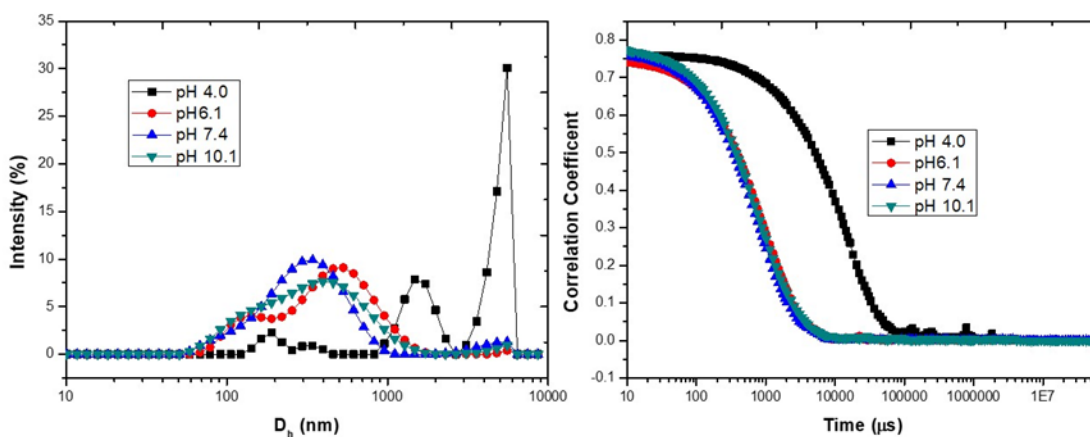 35
30
25
20
15
10
5
0
Intensity (%)
pH 4.0
pH6.1
pH 7.4
pH 10.1
10
100
1000
10000
D_h (nm)
0.8
0.7
0.6
0.5
0.4
0.3
0.2
0.1
0.0
-0.1
Correlation Coefficent
pH 4.0
pH6.1
pH 7.4
pH 10.1
10
100
1000
10000
100000
1000000
1E7
Time (µs)